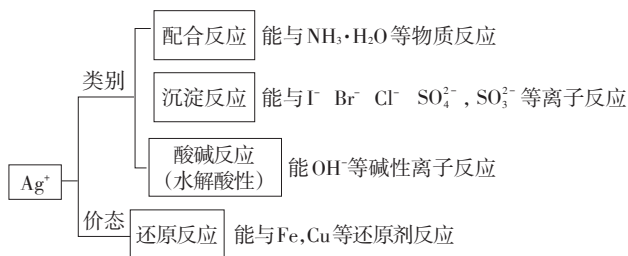 配合反应 能与NH₃·H₂O等物质反应
类别
沉淀反应 能与I⁻ Br⁻ Cl⁻ SO₄²⁻,SO₃²⁻等离子反应
酸碱反应
(水解酸性) 能OH⁻等碱性离子反应
Ag⁺
价态
还原反应 能与Fe,Cu等还原剂反应